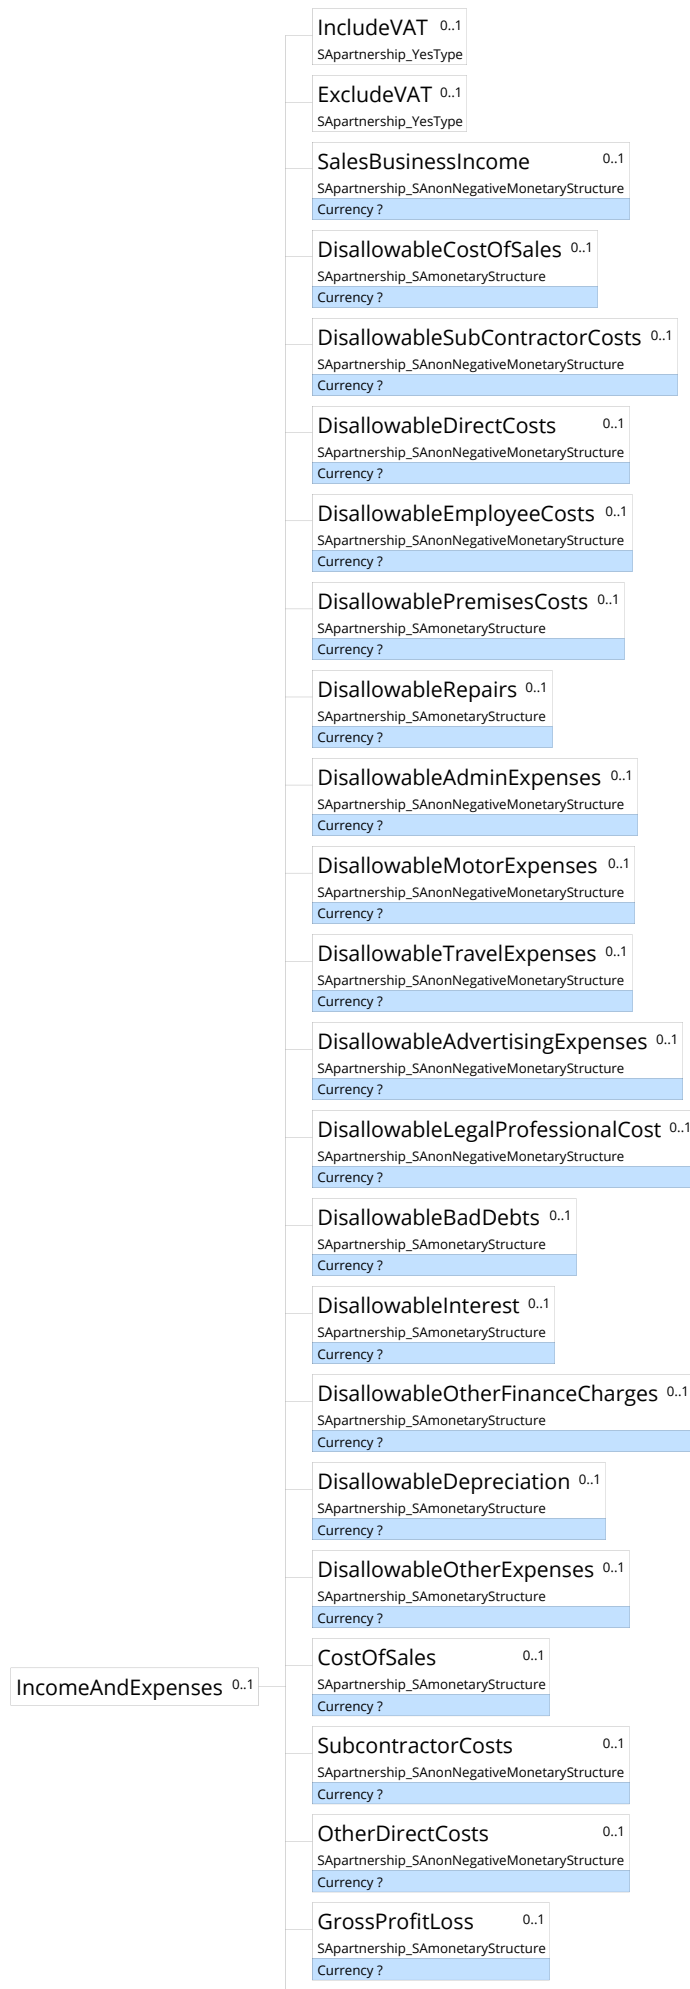 IncludeVAT 0..1
SApartnership_YesType
ExcludeVAT 0..1
SApartnership_YesType
SalesBusinessIncome 0..1
SApartnership_SAnonNegativeMonetaryStructure
Currency ?
DisallowableCostOfSales 0..1
SApartnership_SAmonetaryStructure
Currency ?
DisallowableSubContractorCosts 0..1
SApartnership_SAnonNegativeMonetaryStructure
Currency ?
DisallowableDirectCosts 0..1
SApartnership_SAnonNegativeMonetaryStructure
Currency ?
DisallowableEmployeeCosts 0..1
SApartnership_SAnonNegativeMonetaryStructure
Currency ?
DisallowablePremisesCosts 0..1
SApartnership_SAmonetaryStructure
Currency ?
DisallowableRepairs 0..1
SApartnership_SAmonetaryStructure
Currency ?
DisallowableAdminExpenses 0..1
SApartnership_SAnonNegativeMonetaryStructure
Currency ?
DisallowableMotorExpenses 0..1
SApartnership_SAnonNegativeMonetaryStructure
Currency ?
DisallowableTravelExpenses 0..1
SApartnership_SAnonNegativeMonetaryStructure
Currency ?
DisallowableAdvertisingExpenses 0..1
SApartnership_SAnonNegativeMonetaryStructure
Currency ?
DisallowableLegalProfessionalCost 0..1
SApartnership_SAnonNegativeMonetaryStructure
Currency ?
DisallowableBadDebts 0..1
SApartnership_SAmonetaryStructure
Currency ?
DisallowableInterest 0..1
SApartnership_SAmonetaryStructure
Currency ?
DisallowableOtherFinanceCharges 0..1
SApartnership_SAmonetaryStructure
Currency ?
DisallowableDepreciation 0..1
SApartnership_SAmonetaryStructure
Currency ?
DisallowableOtherExpenses 0..1
SApartnership_SAmonetaryStructure
Currency ?
CostOfSales 0..1
SApartnership_SAmonetaryStructure
Currency ?
IncomeAndExpenses 0..1
SubcontractorCosts 0..1
SApartnership_SAnonNegativeMonetaryStructure
Currency ?
OtherDirectCosts 0..1
SApartnership_SAnonNegativeMonetaryStructure
Currency ?
GrossProfitLoss 0..1
SApartnership_SAmonetaryStructure
Currency ?